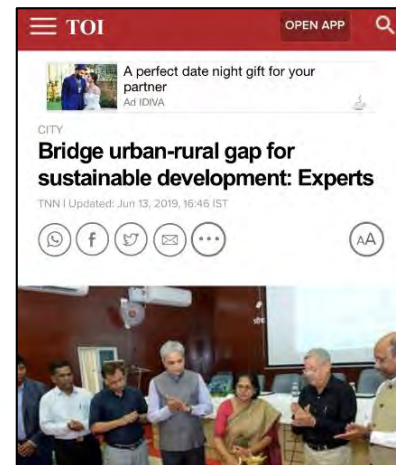 TOI
OPEN APP
A perfect date night gift for your
partner
Ad IDIVA
CITY
Bridge urban-rural gap for
sustainable development: Experts
TNN | Updated: Jun 13, 2019, 16:46 IST
AA